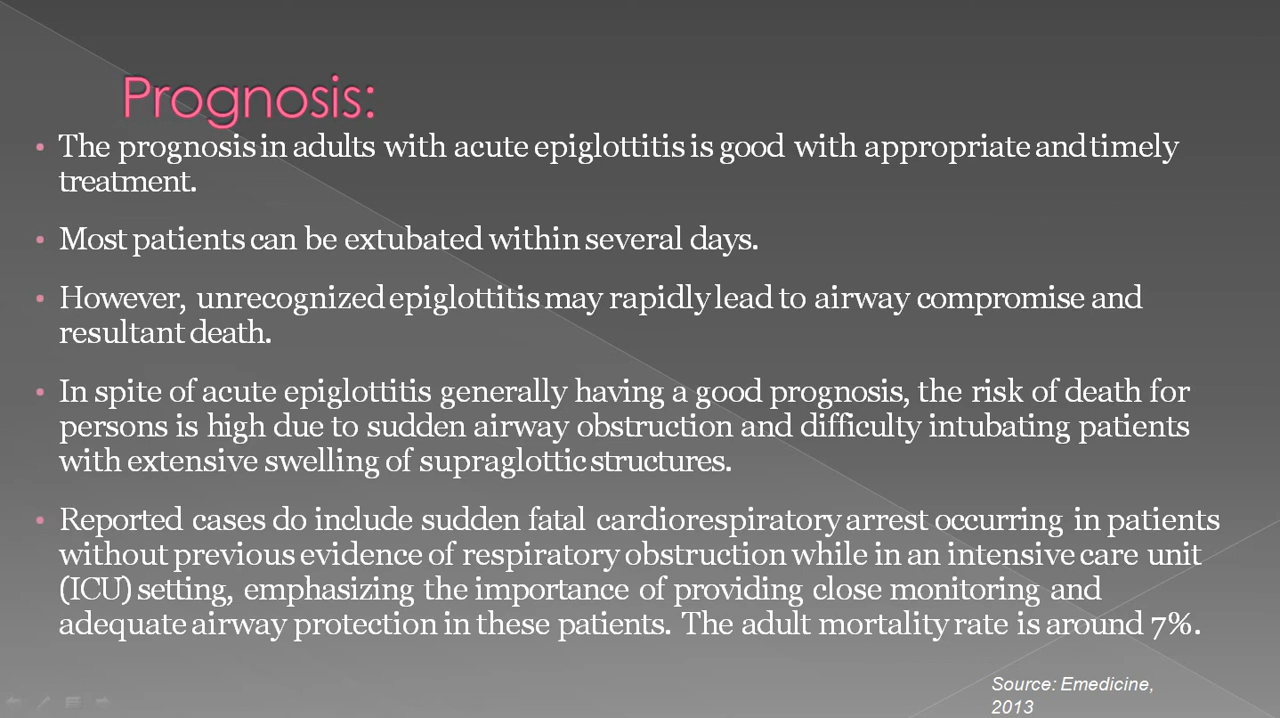 Prognosis:
• The prognosis in adults with acute epiglottitis is good with appropriate and timely
treatment.
• Most patients can be extubated within several days.
• However, unrecognized epiglottitis may rapidly lead to airway compromise and
resultant death.
• In spite of acute epiglottitis generally having a good prognosis, the risk of death for
persons is high due to sudden airway obstruction and difficulty intubating patients
with extensive swelling of supraglottic structures.
• Reported cases do include sudden fatal cardiorespiratory arrest occurring in patients
without previous evidence of respiratory obstruction while in an intensive care unit
(ICU) setting, emphasizing the importance of providing close monitoring and
adequate airway protection in these patients. The adult mortality rate is around 7%.
Source: Emedicine,
2013